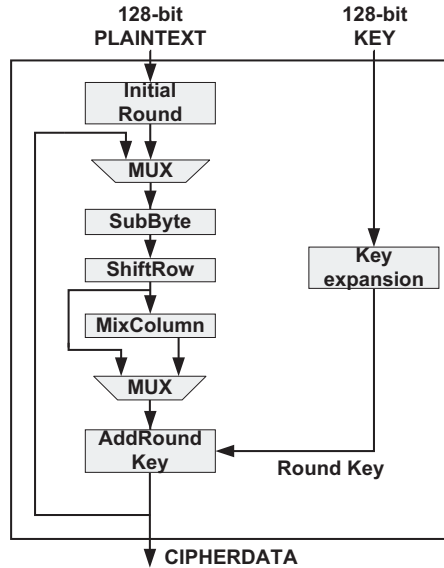 128-bit
PLAINTEXT
128-bit
KEY
Initial
Round
MUX
SubByte
ShiftRow
Key
expansion
MixColumn
MUX
AddRound
Key
Round Key
CIPHERDATA